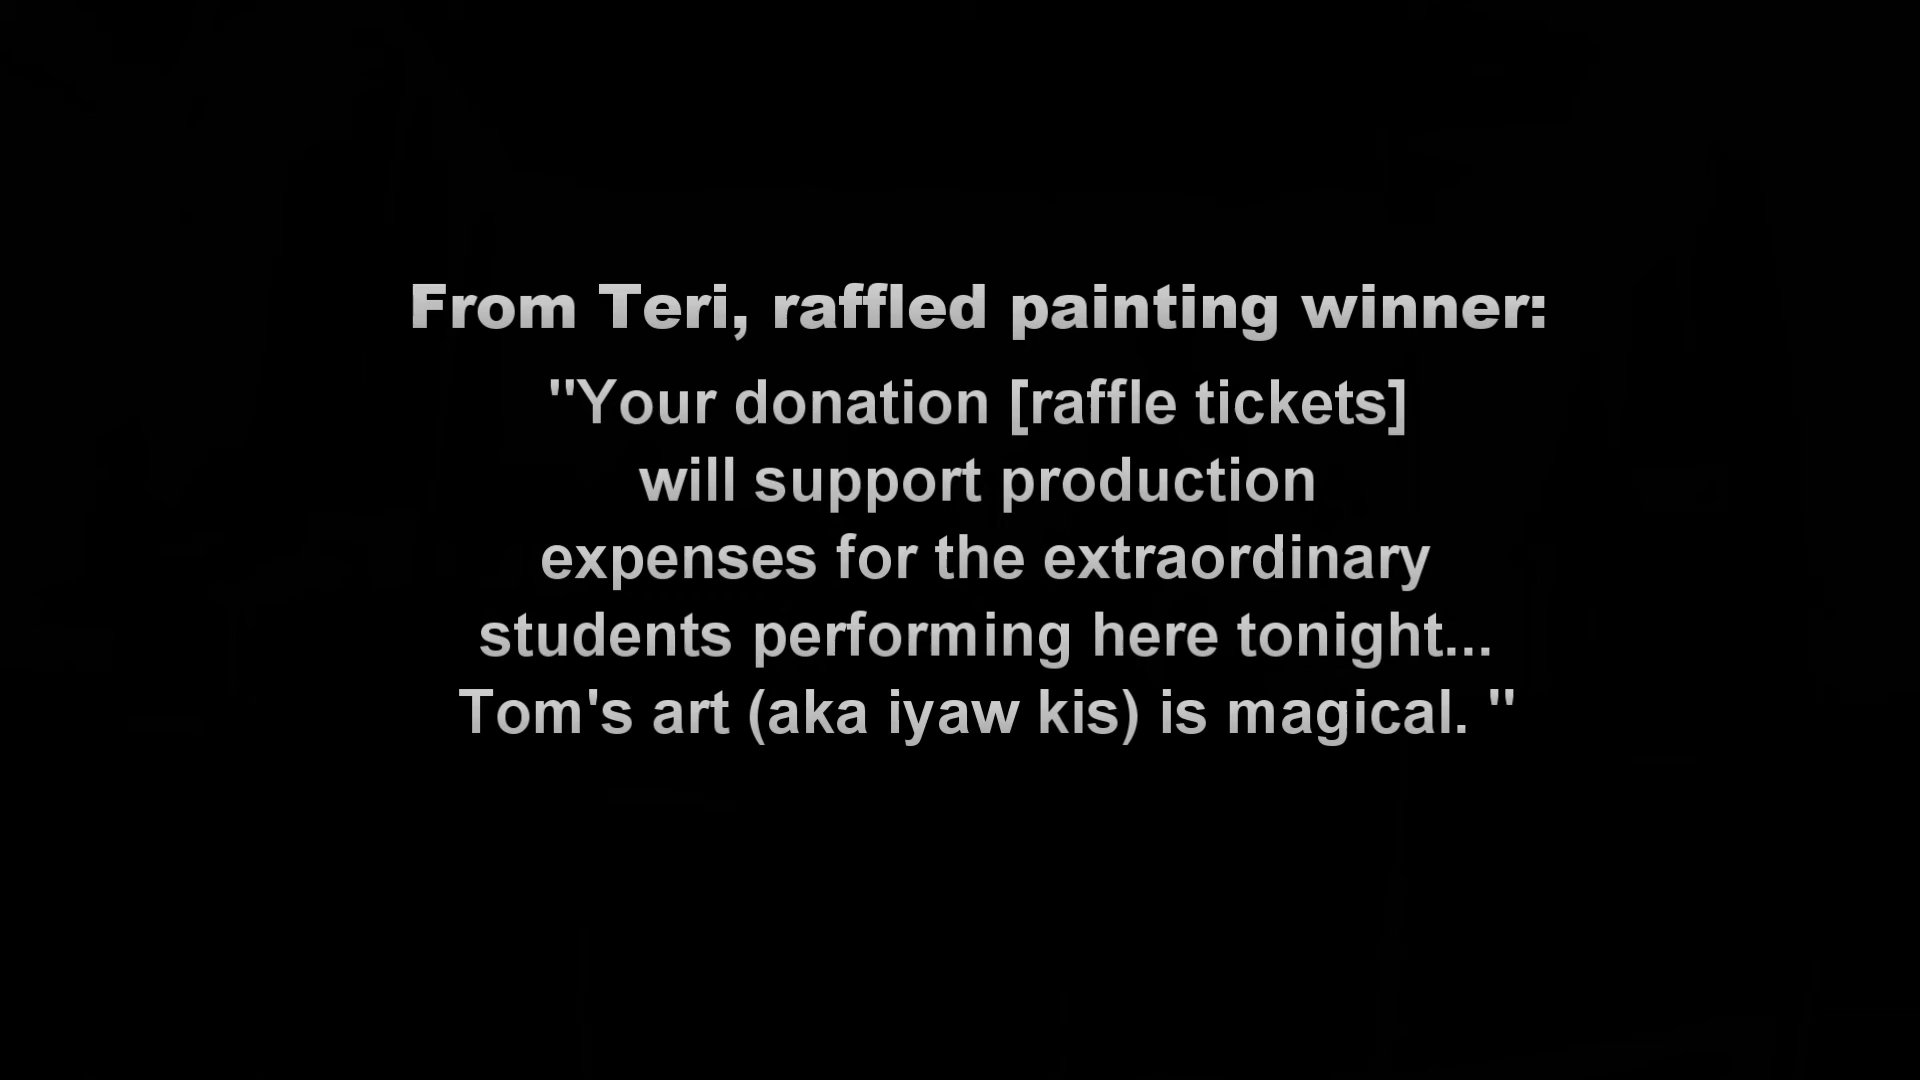 From Teri, raffled painting winner:
"Your donation [raffle tickets]
will support production
expenses for the extraordinary
students performing here tonight...
Tom's art (aka iyaw kis) is magical. "